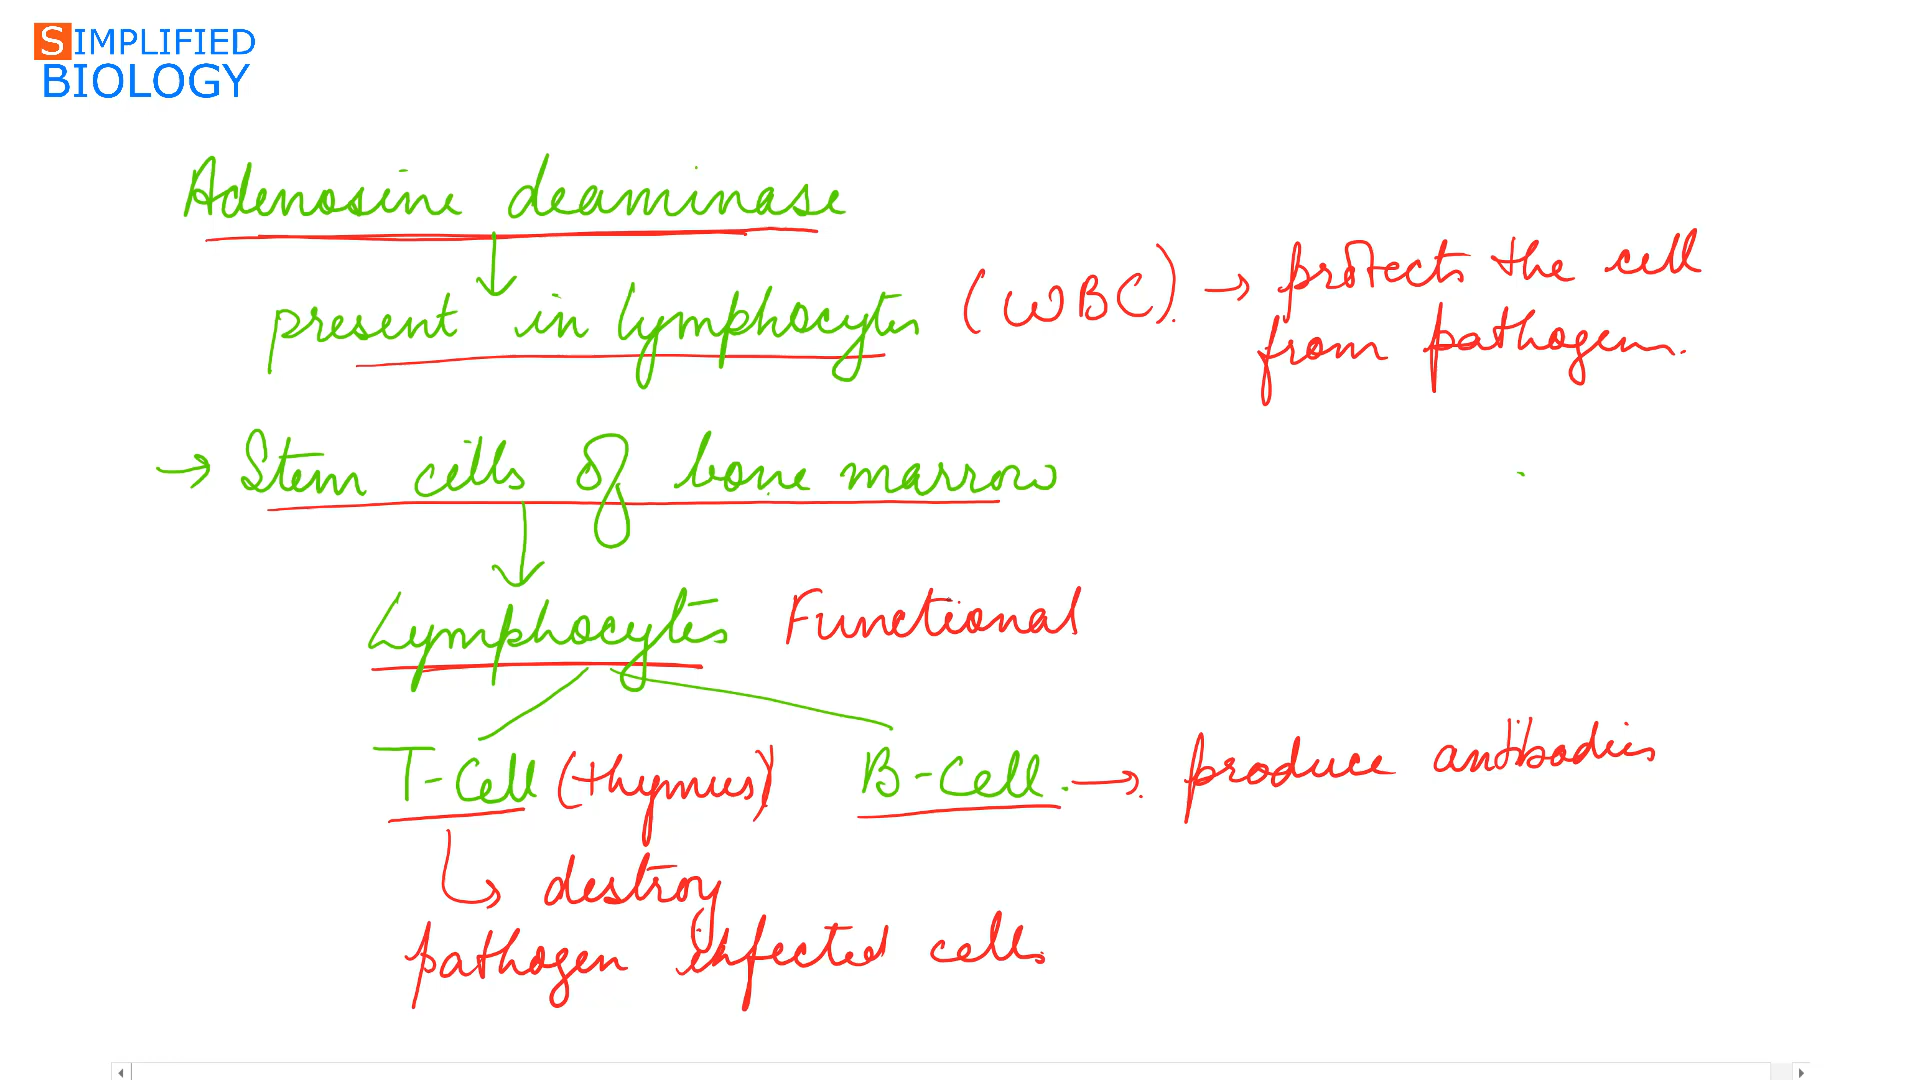 SIMPLIFIED
BIOLOGY
Adenosine deaminase
present in lymphocytes (WBC) → protects the cell
from pathogen.
→ Stem cells of bone marrow
Lymphocytes Functional
T-Cell (thymus) B-Cell → produce antibodies
destroy
pathogen infected cells